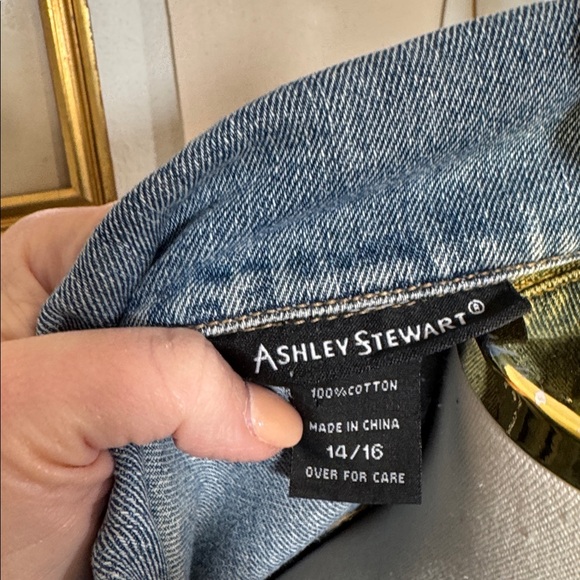 ASHLEY STEWART®
100% COTTON
MADE IN CHINA
14/16
OVER FOR CARE